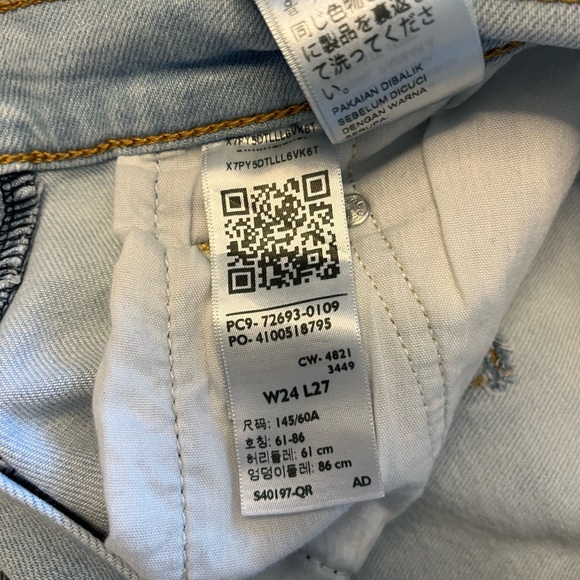 同じ色物と
に製品を裏返し
て洗ってくださ
い。
PAKAIAN DIBALIK
SEBELUM DICUCI
DENGAN WARNA
X7PY5DTLLL6VK6T
X7PY5DTLLL6VK6T
PC9- 72693-0109
PO- 4100518795
CW- 4821
3449
W24 L27
尺码: 145/60A
호칭: 61-86
허리둘레: 61 cm
엉덩이둘레: 86 cm
S40197-QR AD